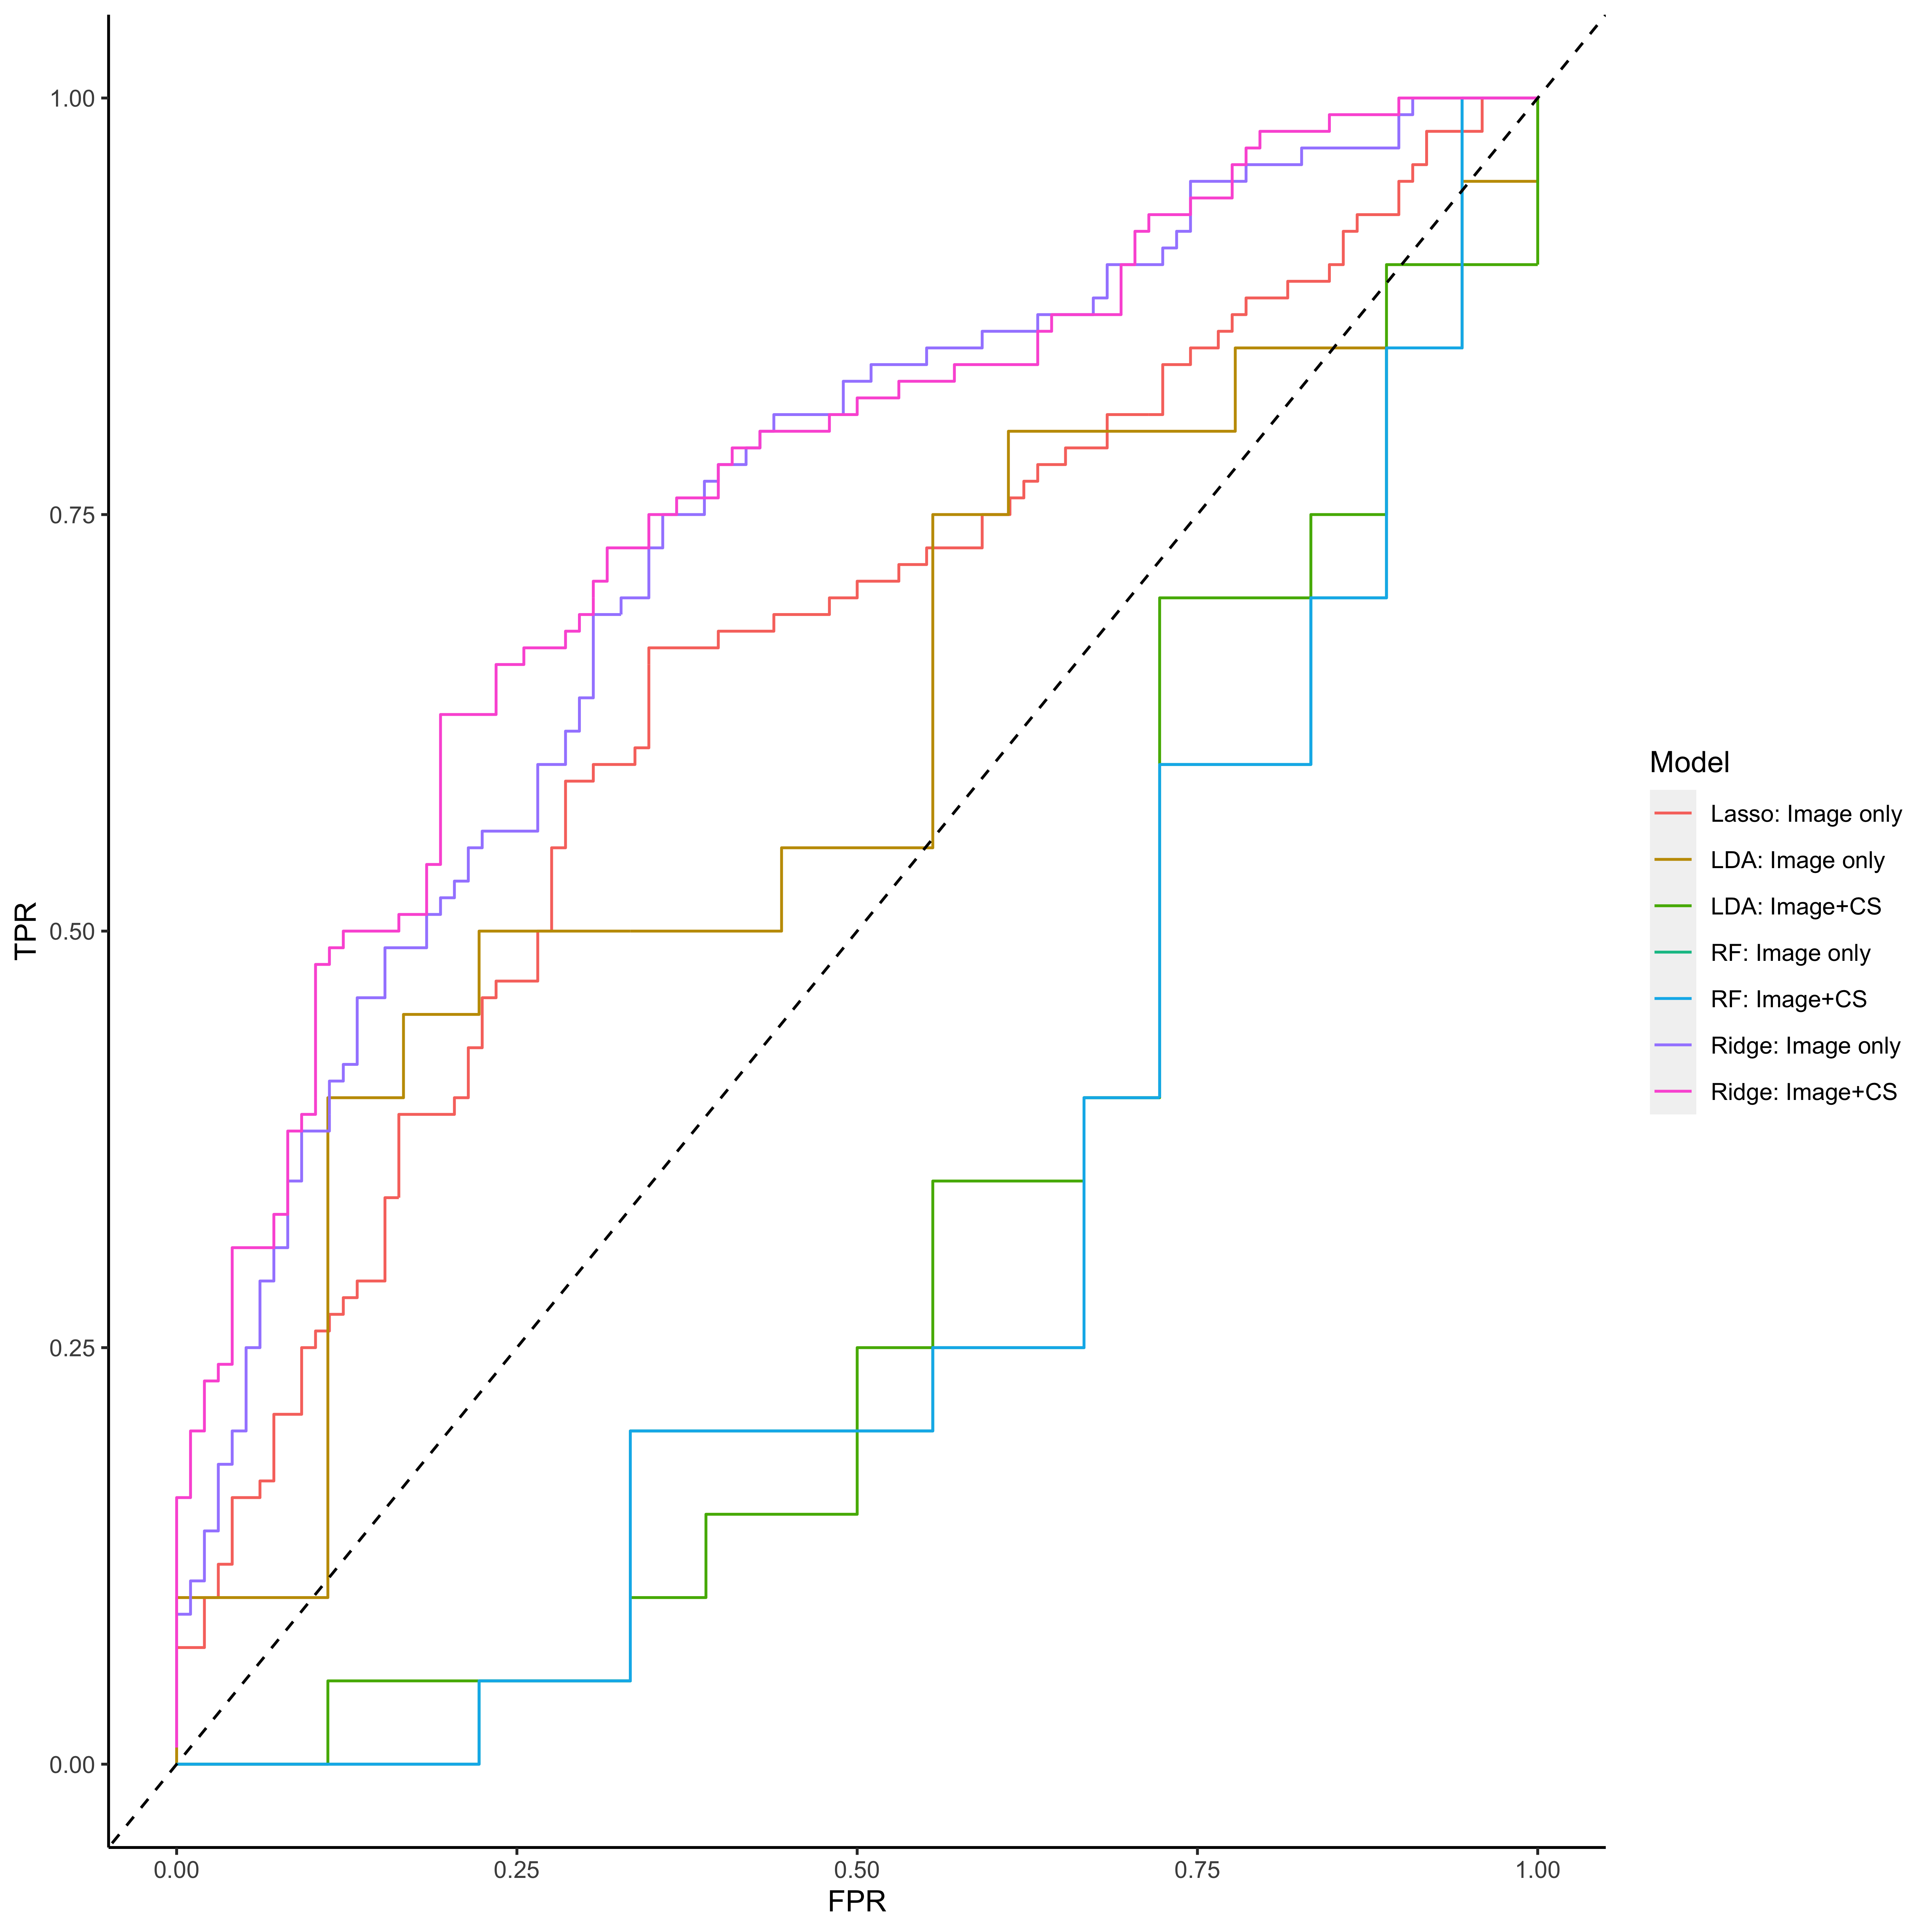 1.00
0.75
0.50
0.25
0.00
TPR
0.00 0.25 0.50 0.75 1.00
FPR
Model
Lasso: Image only
LDA: Image only
LDA: Image+CS
RF: Image only
RF: Image+CS
Ridge: Image only
Ridge: Image+CS